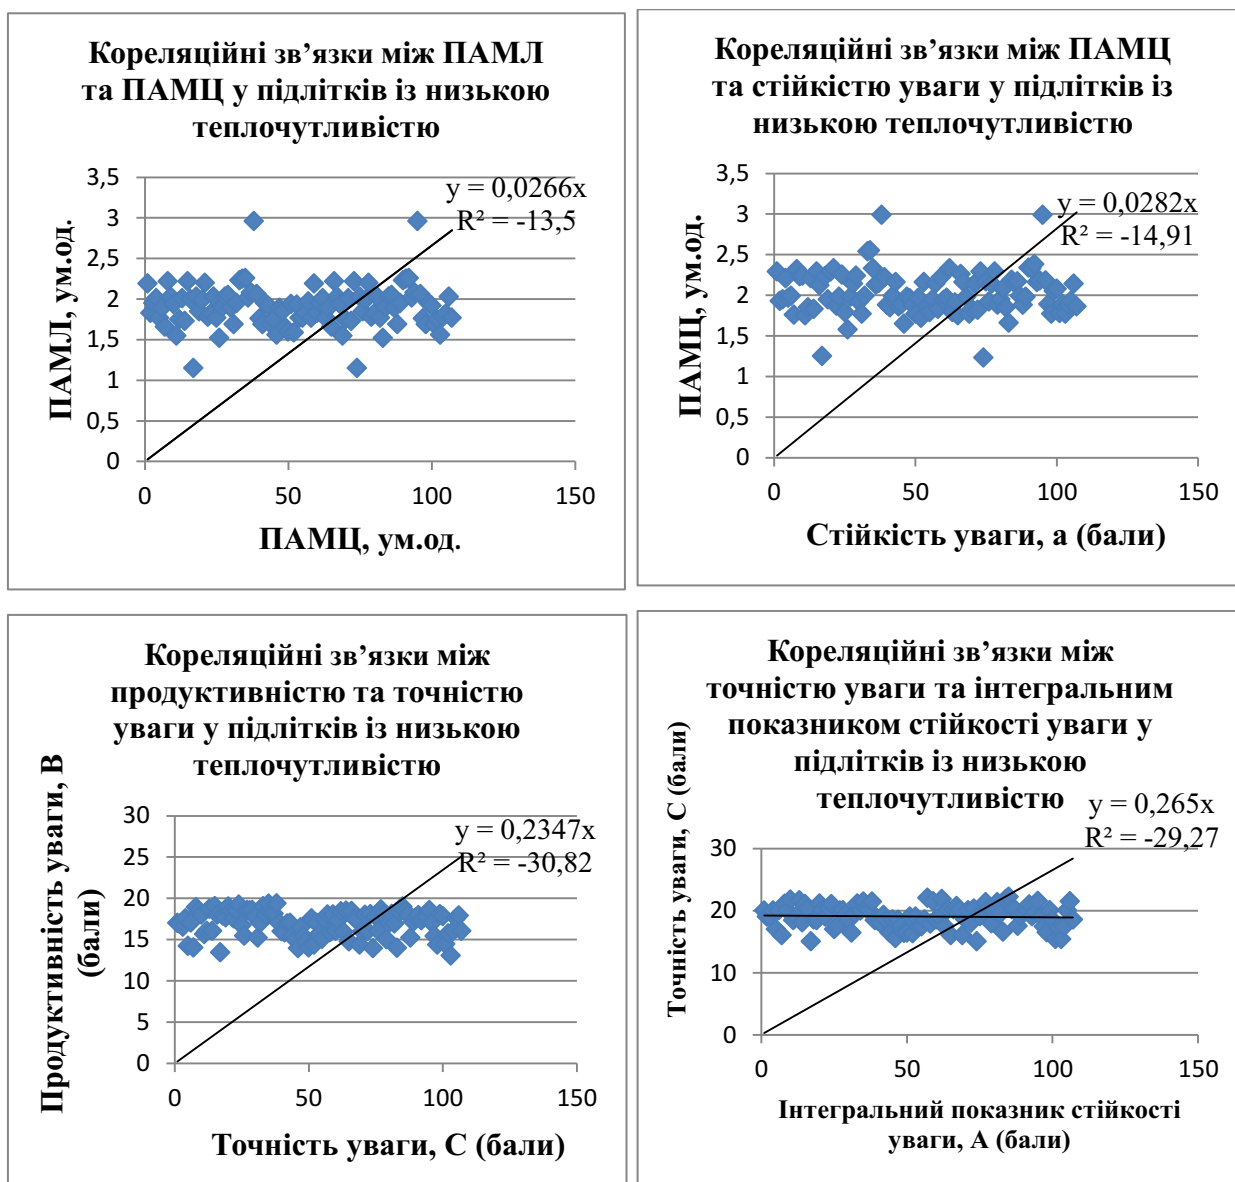 Кореляційні зв’язки між ПАМЛ
та ПАМЦ у підлітків із низькою
теплочутливістю
y = 0,0266x
R² = -13,5
3,5
3
2,5
2
1,5
1
0,5
0
0
50
100
150
ПАМЛ, ум.од.
ПАМЦ, ум.од.
Кореляційні зв’язки між ПАМЦ
та стійкістю уваги у підлітків із
низькою теплочутливістю
y = 0,0282x
R² = -14,91
3,5
3
2,5
2
1,5
1
0,5
0
0
50
100
150
ПАМЦ, ум.од.
Стійкість уваги, а (бали)
Кореляційні зв’язки між
продуктивністю та точністю
уваги у підлітків із низькою
теплочутливістю
y = 0,2347x
R² = -30,82
30
25
20
15
10
5
0
0
50
100
150
Продуктивність уваги, В
(бали)
Точність уваги, С (бали)
Кореляційні зв’язки між
точністю уваги та інтегральним
показником стійкості уваги у
підлітків із низькою
теплочутливістю
y = 0,265x
R² = -29,27
30
20
10
0
0
50
100
150
Точність уваги, С (бали)
Інтегральний показник стійкості
уваги, А (бали)